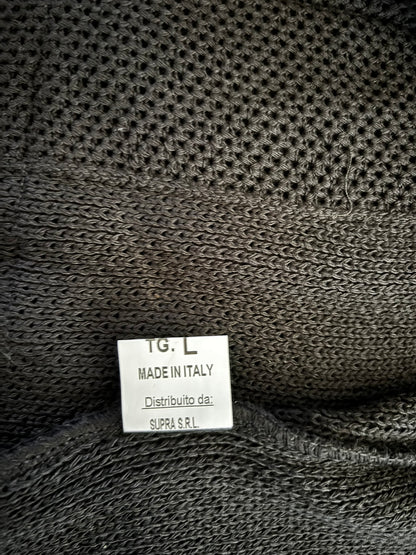 TG. L
MADE IN ITALY
Distribuito da:
SUPRA S.R.L.